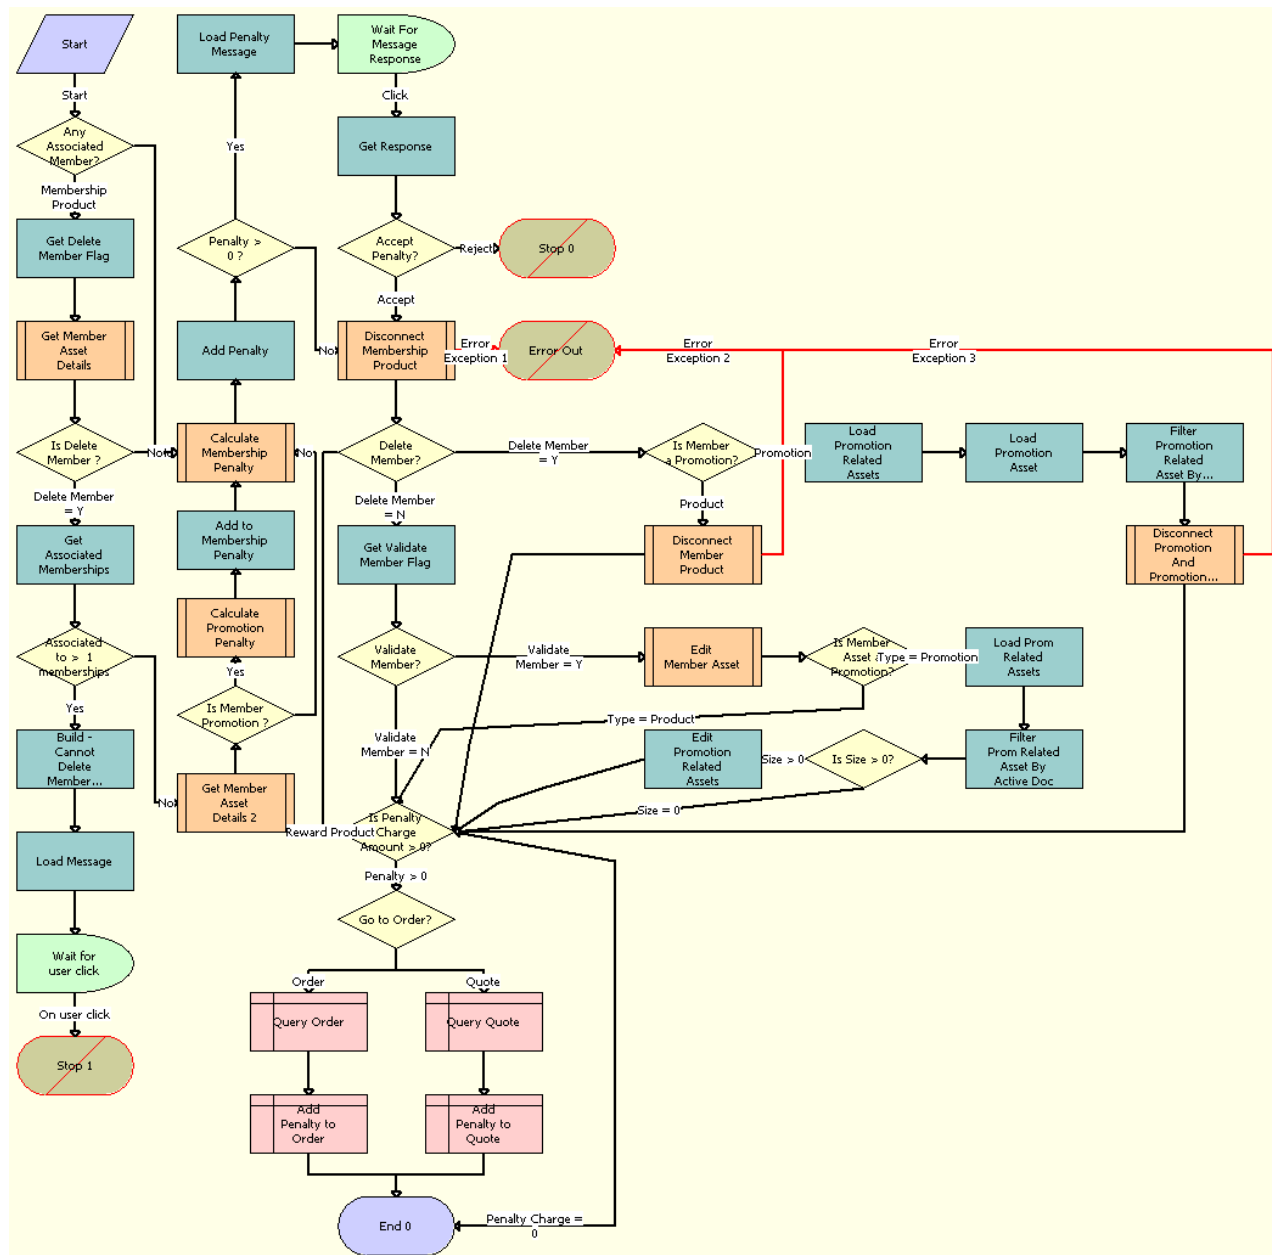 Start
Load Penalty
Message
Wait For
Message
Response
Start
Click
Any
Associated
Member?
Yes
Get Response
Membership
Product
Get Delete
Member Flag
Penalty >
0 ?
Accept
Penalty?
Reject
Stop 0
Accept
Get Member
Asset
Details
Add Penalty
No
Disconnect
Membership
Product
Error
Exception 1
Error Out
Error
Exception 2
Error
Exception 3
Is Delete
Member ?
No
Calculate
Membership
Penalty
No
Delete
Member?
Delete Member
= Y
Is Member
a Promotion?
Promotion
Load
Promotion
Related
Assets
Load
Promotion
Asset
Filter
Promotion
Related
Asset By...
Delete Member
= Y
Delete Member
= N
Product
Get
Associated
Memberships
Add to
Membership
Penalty
Get Validate
Member Flag
Disconnect
Member
Product
Disconnect
Promotion
And
Promotion...
Associated
to > 1
memberships
Calculate
Promotion
Penalty
Validate
Member?
Validate
Member = Y
Edit
Member Asset
Is Member
Asset a
Promotion?
Type = Promotion
Load Prom
Related
Assets
Yes
Yes
Is Member
Promotion ?
Type = Product
Build -
Cannot
Delete
Member...
Validate
Member = N
Edit
Promotion
Related
Assets
Size > 0
Is Size > 0?
Filter
Prom Related
Asset By
Active Doc
No
Get Member
Asset
Details 2
Size = 0
Reward Product
Is Penalty
Charge
Amount > 0?
Load Message
Penalty > 0
Go to Order?
Wait for
user click
Order
Quote
On user click
Query Order
Query Quote
Stop 1
Add
Penalty to
Order
Add
Penalty to
Quote
End 0
Penalty Charge =
0